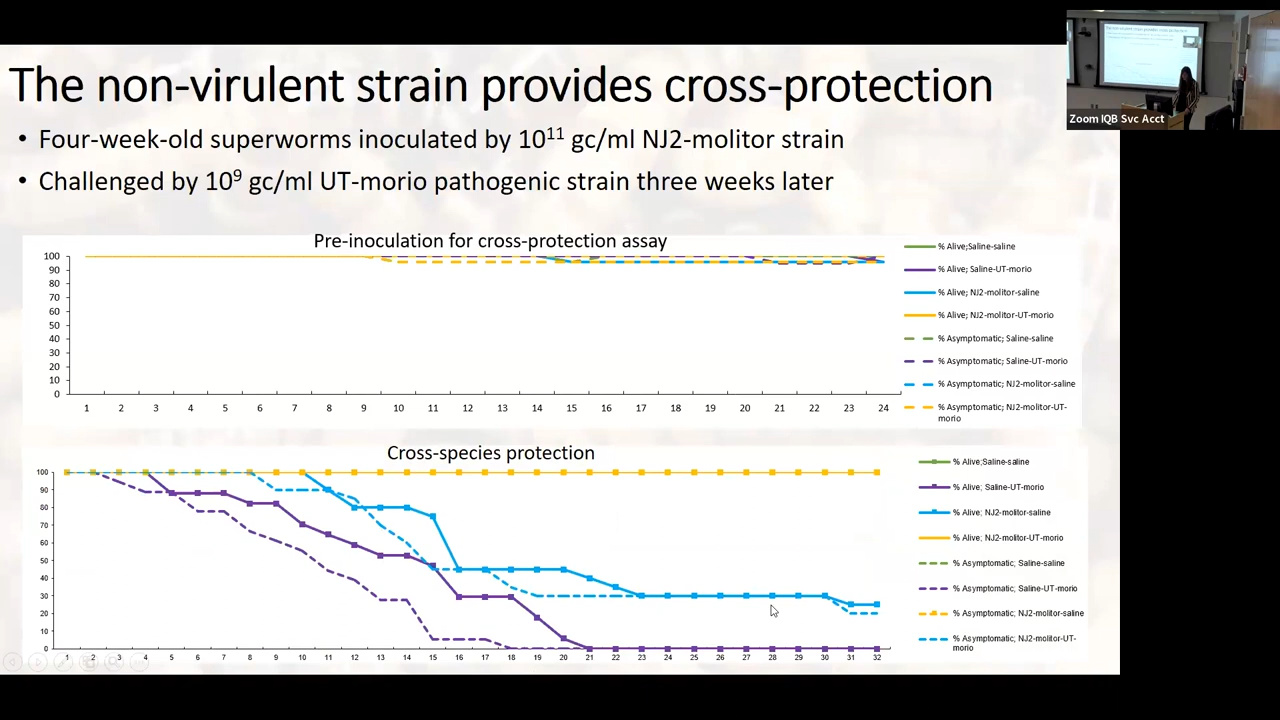 The non-virulent strain provides cross-protection
• Four-week-old superworms inoculated by 10¹¹ gc/ml NJ2-molitor strain
• Challenged by 10⁹ gc/ml UT-morio pathogenic strain three weeks later
Zoom IQB Svc Acct
Pre-inoculation for cross-protection assay
100
90
80
70
60
50
40
30
20
10
0
1 2 3 4 5 6 7 8 9 10 11 12 13 14 15 16 17 18 19 20 21 22 23 24
% Alive;Saline-saline
% Alive; Saline-UT-morio
% Alive; NJ2-molitor-saline
% Alive; NJ2-molitor-UT-morio
% Asymptomatic; Saline-saline
% Asymptomatic; Saline-UT-morio
% Asymptomatic; NJ2-molitor-saline
% Asymptomatic; NJ2-molitor-UT-
morio
Cross-species protection
100
90
80
70
60
50
40
30
20
10
0
1 2 3 4 5 6 7 8 9 10 11 12 13 14 15 16 17 18 19 20 21 22 23 24 25 26 27 28 29 30 31 32
% Alive;Saline-saline
% Alive; Saline-UT-morio
% Alive; NJ2-molitor-saline
% Alive; NJ2-molitor-UT-morio
% Asymptomatic; Saline-saline
% Asymptomatic; Saline-UT-morio
% Asymptomatic; NJ2-molitor-saline
% Asymptomatic; NJ2-molitor-UT-
morio